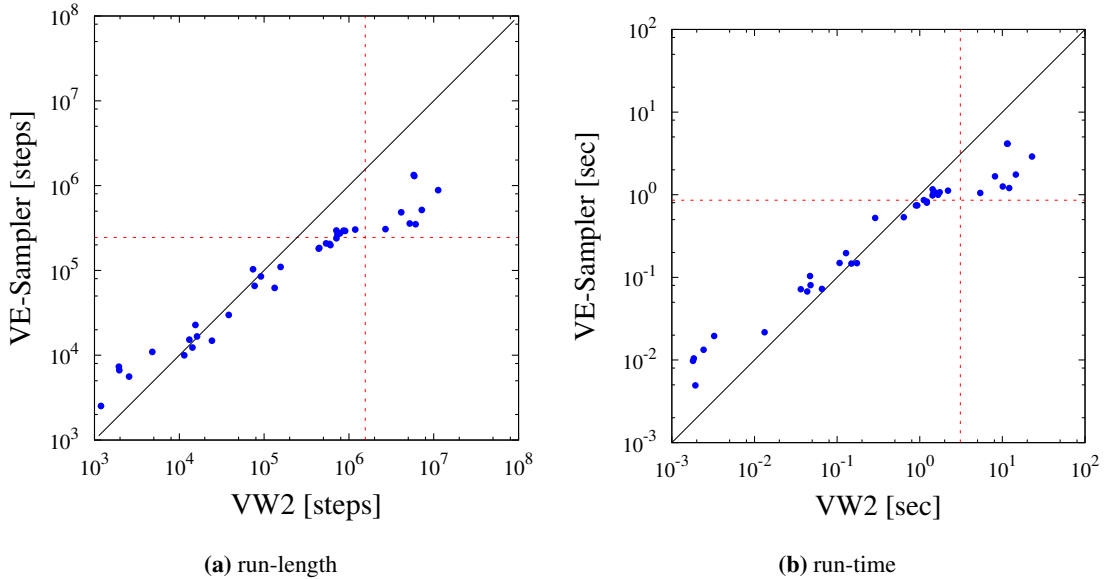 10^8
10^7
10^6
10^5
10^4
10^3
VE-Sampler [steps]
10^3 10^4 10^5 10^6 10^7 10^8
VW2 [steps]
(a) run-length
10^2
10^1
10^0
10^-1
10^-2
10^-3
VE-Sampler [sec]
10^-3 10^-2 10^-1 10^0 10^1 10^2
VW2 [sec]
(b) run-time